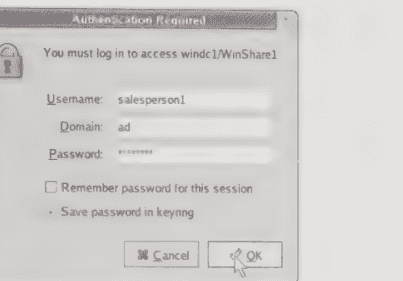 Authentication Required
You must log in to access windc1/WinShare1
Username: salesperson1
Domain: ad
Password: ********
Remember password for this session
Save password in keyring
Cancel OK